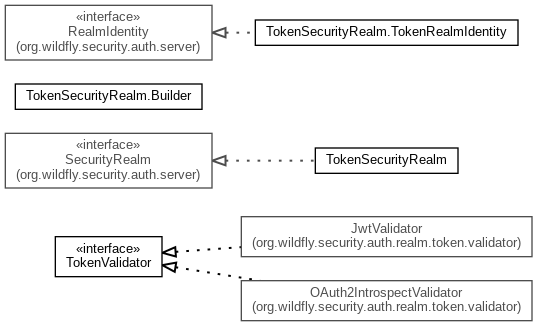 «interface»
RealmIdentity
(org.wildfly.security.auth.server)
TokenSecurityRealm.TokenRealmIdentity
TokenSecurityRealm.Builder
«interface»
SecurityRealm
(org.wildfly.security.auth.server)
TokenSecurityRealm
«interface»
TokenValidator
JwtValidator
(org.wildfly.security.auth.realm.token.validator)
OAuth2IntrospectValidator
(org.wildfly.security.auth.realm.token.validator)